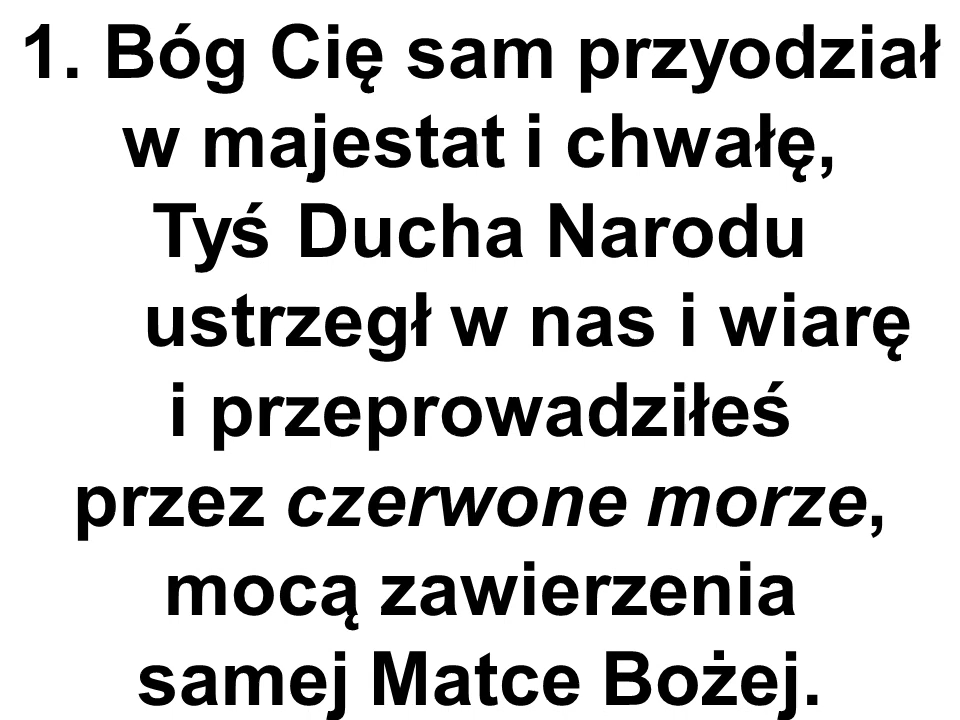 1. Bóg Cię sam przyodział
w majestat i chwałę,
Tyś Ducha Narodu
ustrzegł w nas i wiarę
i przeprowadziłeś
przez czerwone morze,
mocą zawierzenia
samej Matce Bożej.